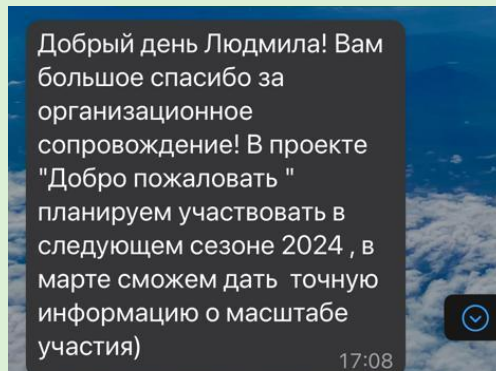 Добрый день Людмила! Вам
большое спасибо за
организационное
сопровождение! В проекте
"Добро пожаловать "
планируем участвовать в
следующем сезоне 2024 , в
марте сможем дать  точную
информацию о масштабе
участия)
17:08